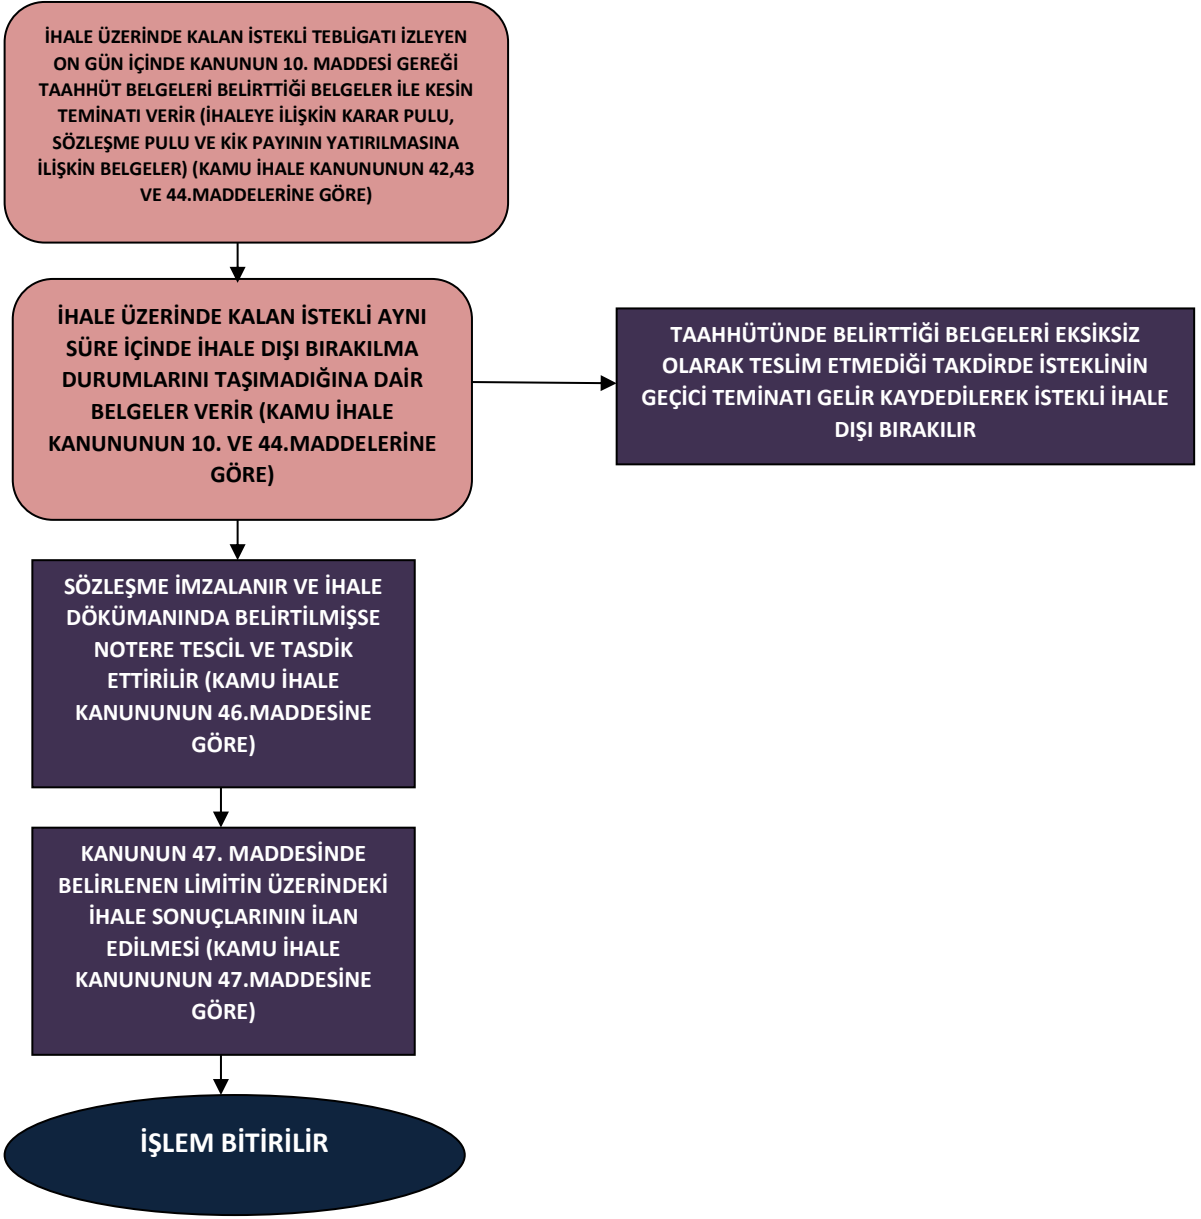 İHALE ÜZERİNDE KALAN İSTEKLİ TEBLİGATI İZLEYEN
ON GÜN İÇİNDE KANUNUN 10. MADDESİ GEREĞİ
TAAHHÜT BELGELERİ BELİRTTİĞİ BELGELER İLE KESİN
TEMİNATI VERİR (İHALEYE İLİŞKİN KARAR PULU,
SÖZLEŞME PULU VE KİK PAYININ YATIRILMASINA
İLİŞKİN BELGELER) (KAMU İHALE KANUNUNUN 42,43
VE 44.MADDELERİNE GÖRE)
İHALE ÜZERİNDE KALAN İSTEKLİ AYNI
SÜRE İÇİNDE İHALE DIŞI BIRAKILMA
DURUMLARINI TAŞIMADIĞINA DAİR
BELGELER VERİR (KAMU İHALE
KANUNUNUN 10. VE 44.MADDELERİNE
GÖRE)
TAAHHÜTÜNDE BELİRTTİĞİ BELGELERİ EKSİKSİZ
OLARAK TESLİM ETMEDİĞİ TAKDİRDE İSTEKLİNİN
GEÇİCİ TEMİNATI GELİR KAYDEDİLEREK İSTEKLİ İHALE
DIŞI BIRAKILIR
SÖZLEŞME İMZALANIR VE İHALE
DÖKÜMANINDA BELİRTİLMİŞSE
NOTERE TESCİL VE TASDİK
ETTİRİLİR (KAMU İHALE
KANUNUNUN 46.MADDESİNE
GÖRE)
KANUNUN 47. MADDESİNDE
BELİRLENEN LİMİTİN ÜZERİNDEKİ
İHALE SONUÇLARININ İLAN
EDİLMESİ (KAMU İHALE
KANUNUNUN 47.MADDESİNE
GÖRE)
İŞLEM BİTİRİLİR